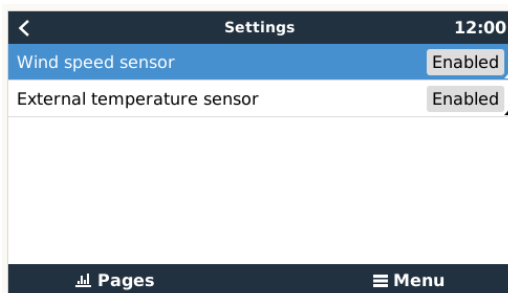 Settings 12:00
Wind speed sensor Enabled
External temperature sensor Enabled
Pages Menu